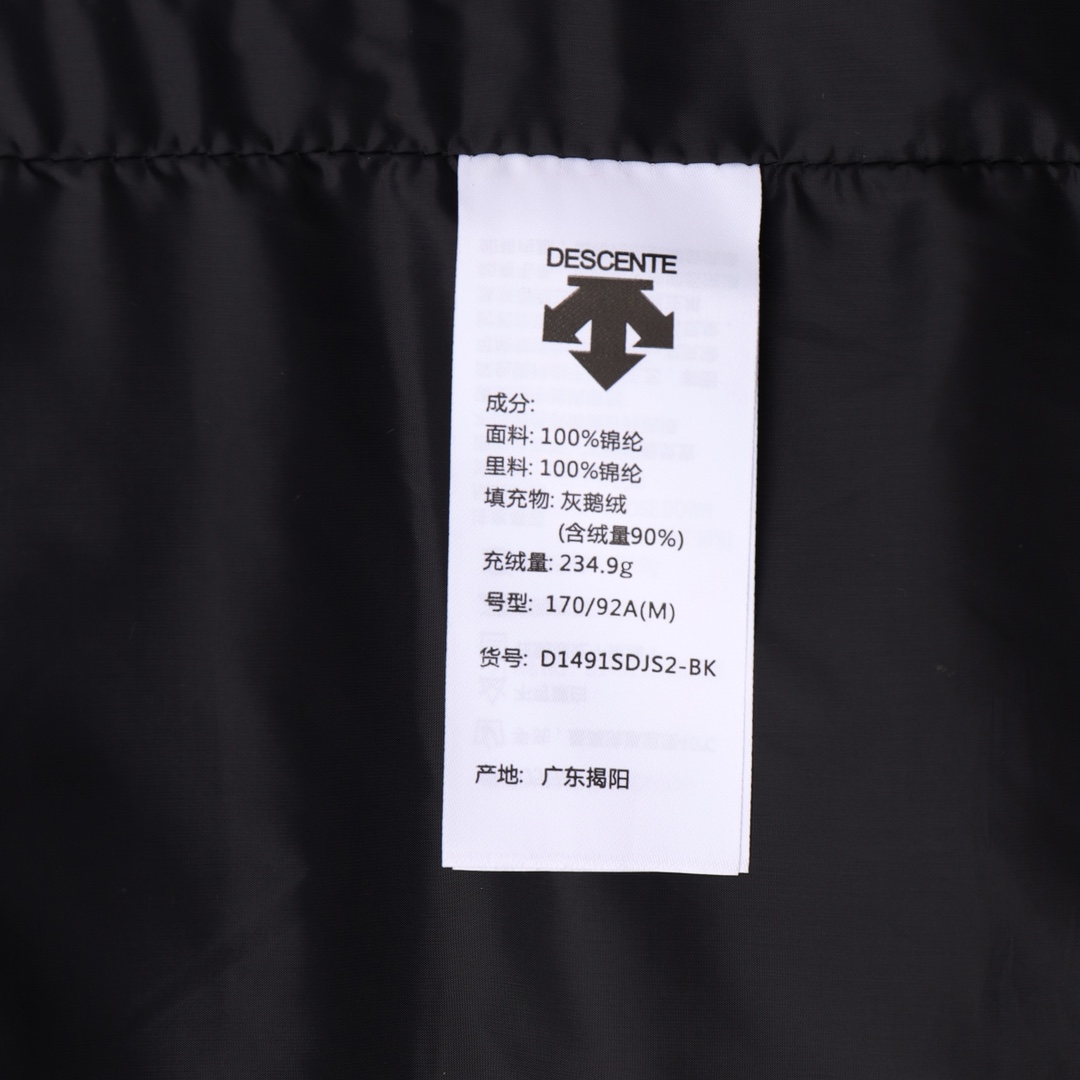 DESCENTE
成分:
面料: 100%锦纶
里料: 100%锦纶
填充物: 灰鹅绒
(含绒量90%)
充绒量: 234.9g
号型: 170/92A(M)
货号: D1491SDJS2-BK
产地: 广东揭阳